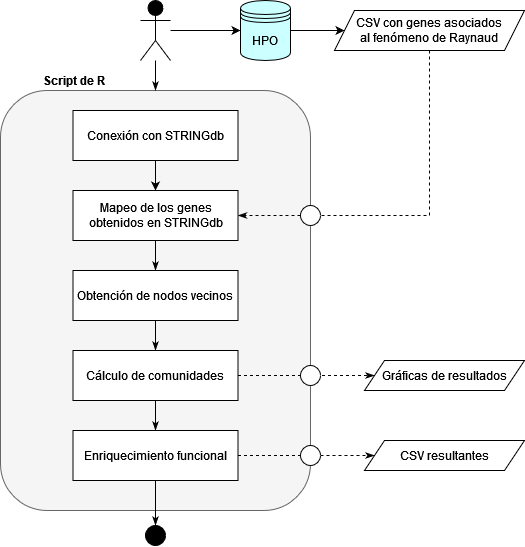 HPO
CSV con genes asociados
al fenómeno de Raynaud
Script de R
Conexión con STRINGdb
Mapeo de los genes
obtenidos en STRINGdb
Obtención de nodos vecinos
Cálculo de comunidades
Gráficas de resultados
Enriquecimiento funcional
CSV resultantes